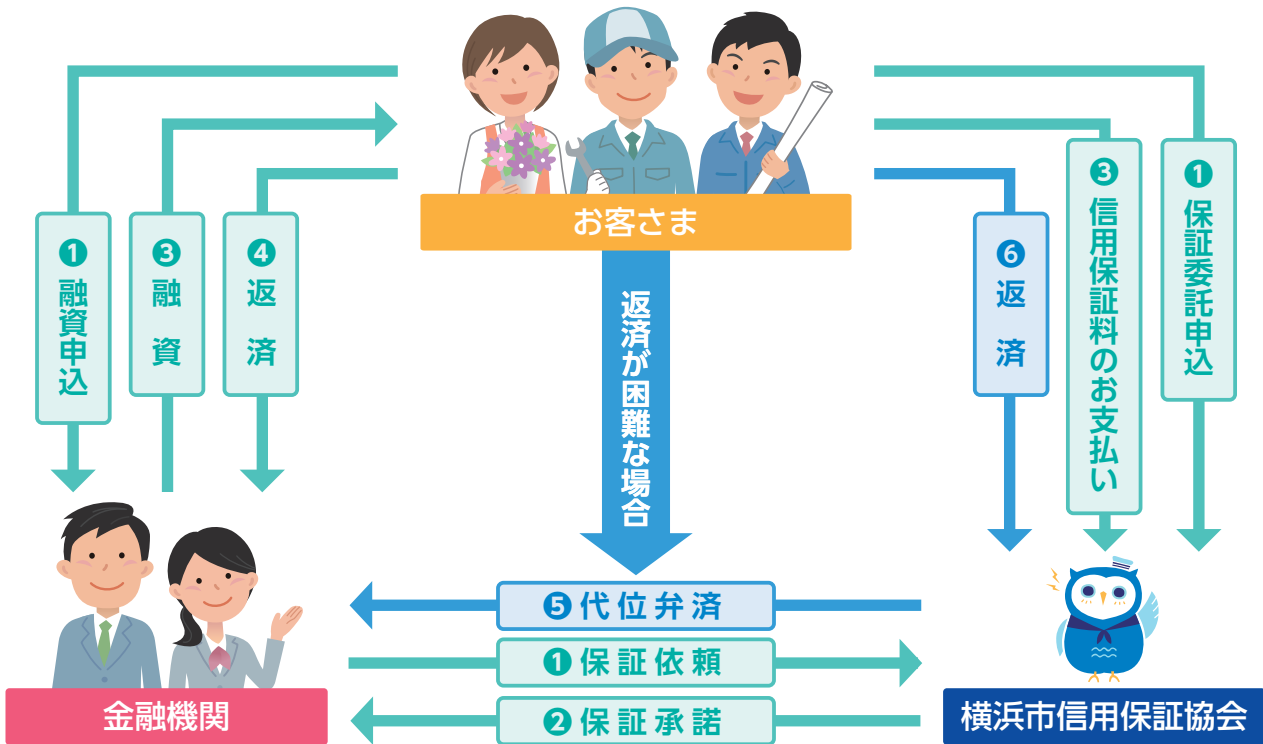 お客さま
❶融資申込
❸融資
❹返済
返済が困難な場合
❻返済
❸信用保証料のお支払い
❶保証委託申込
❺代位弁済
❶保証依頼
❷保証承諾
金融機関
横浜市信用保証協会